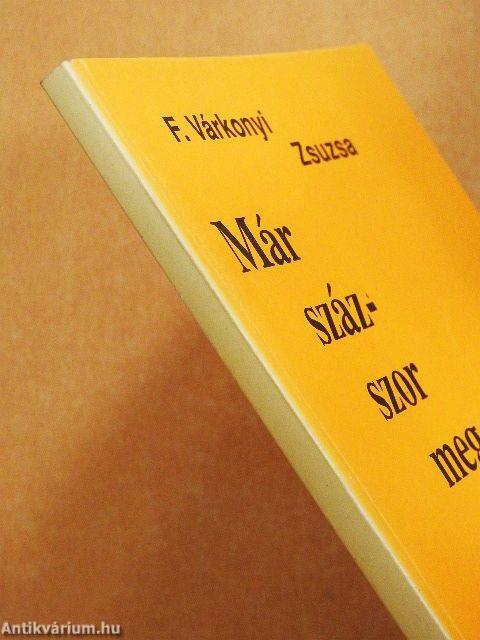 F. Várkonyi
Zsuzsa
Már
száz-
szor
meg
Antikvárium.hu